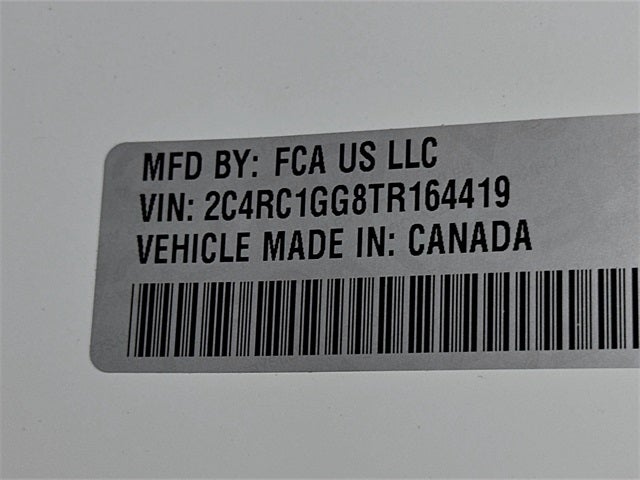 MFD BY: FCA US LLC
VIN: 2C4RC1GG8TR164419
VEHICLE MADE IN: CANADA